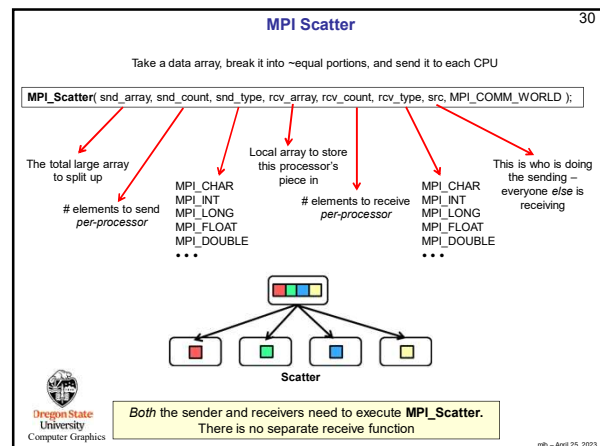 30
MPI Scatter
Take a data array, break it into ~equal portions, and send it to each CPU
MPI_Scatter( snd_array, snd_count, snd_type, rcv_array, rcv_count, rcv_type, src, MPI_COMM_WORLD );
The total large array
to split up
# elements to send
per-processor
MPI_CHAR
MPI_INT
MPI_LONG
MPI_FLOAT
MPI_DOUBLE
• • •
Local array to store
this processor's
piece in
# elements to receive
per-processor
MPI_CHAR
MPI_INT
MPI_LONG
MPI_FLOAT
MPI_DOUBLE
• • •
This is who is doing
the sending –
everyone else is
receiving
Scatter
Oregon State
University
Computer Graphics
Both the sender and receivers need to execute MPI_Scatter.
There is no separate receive function
mjb – April 25, 2023